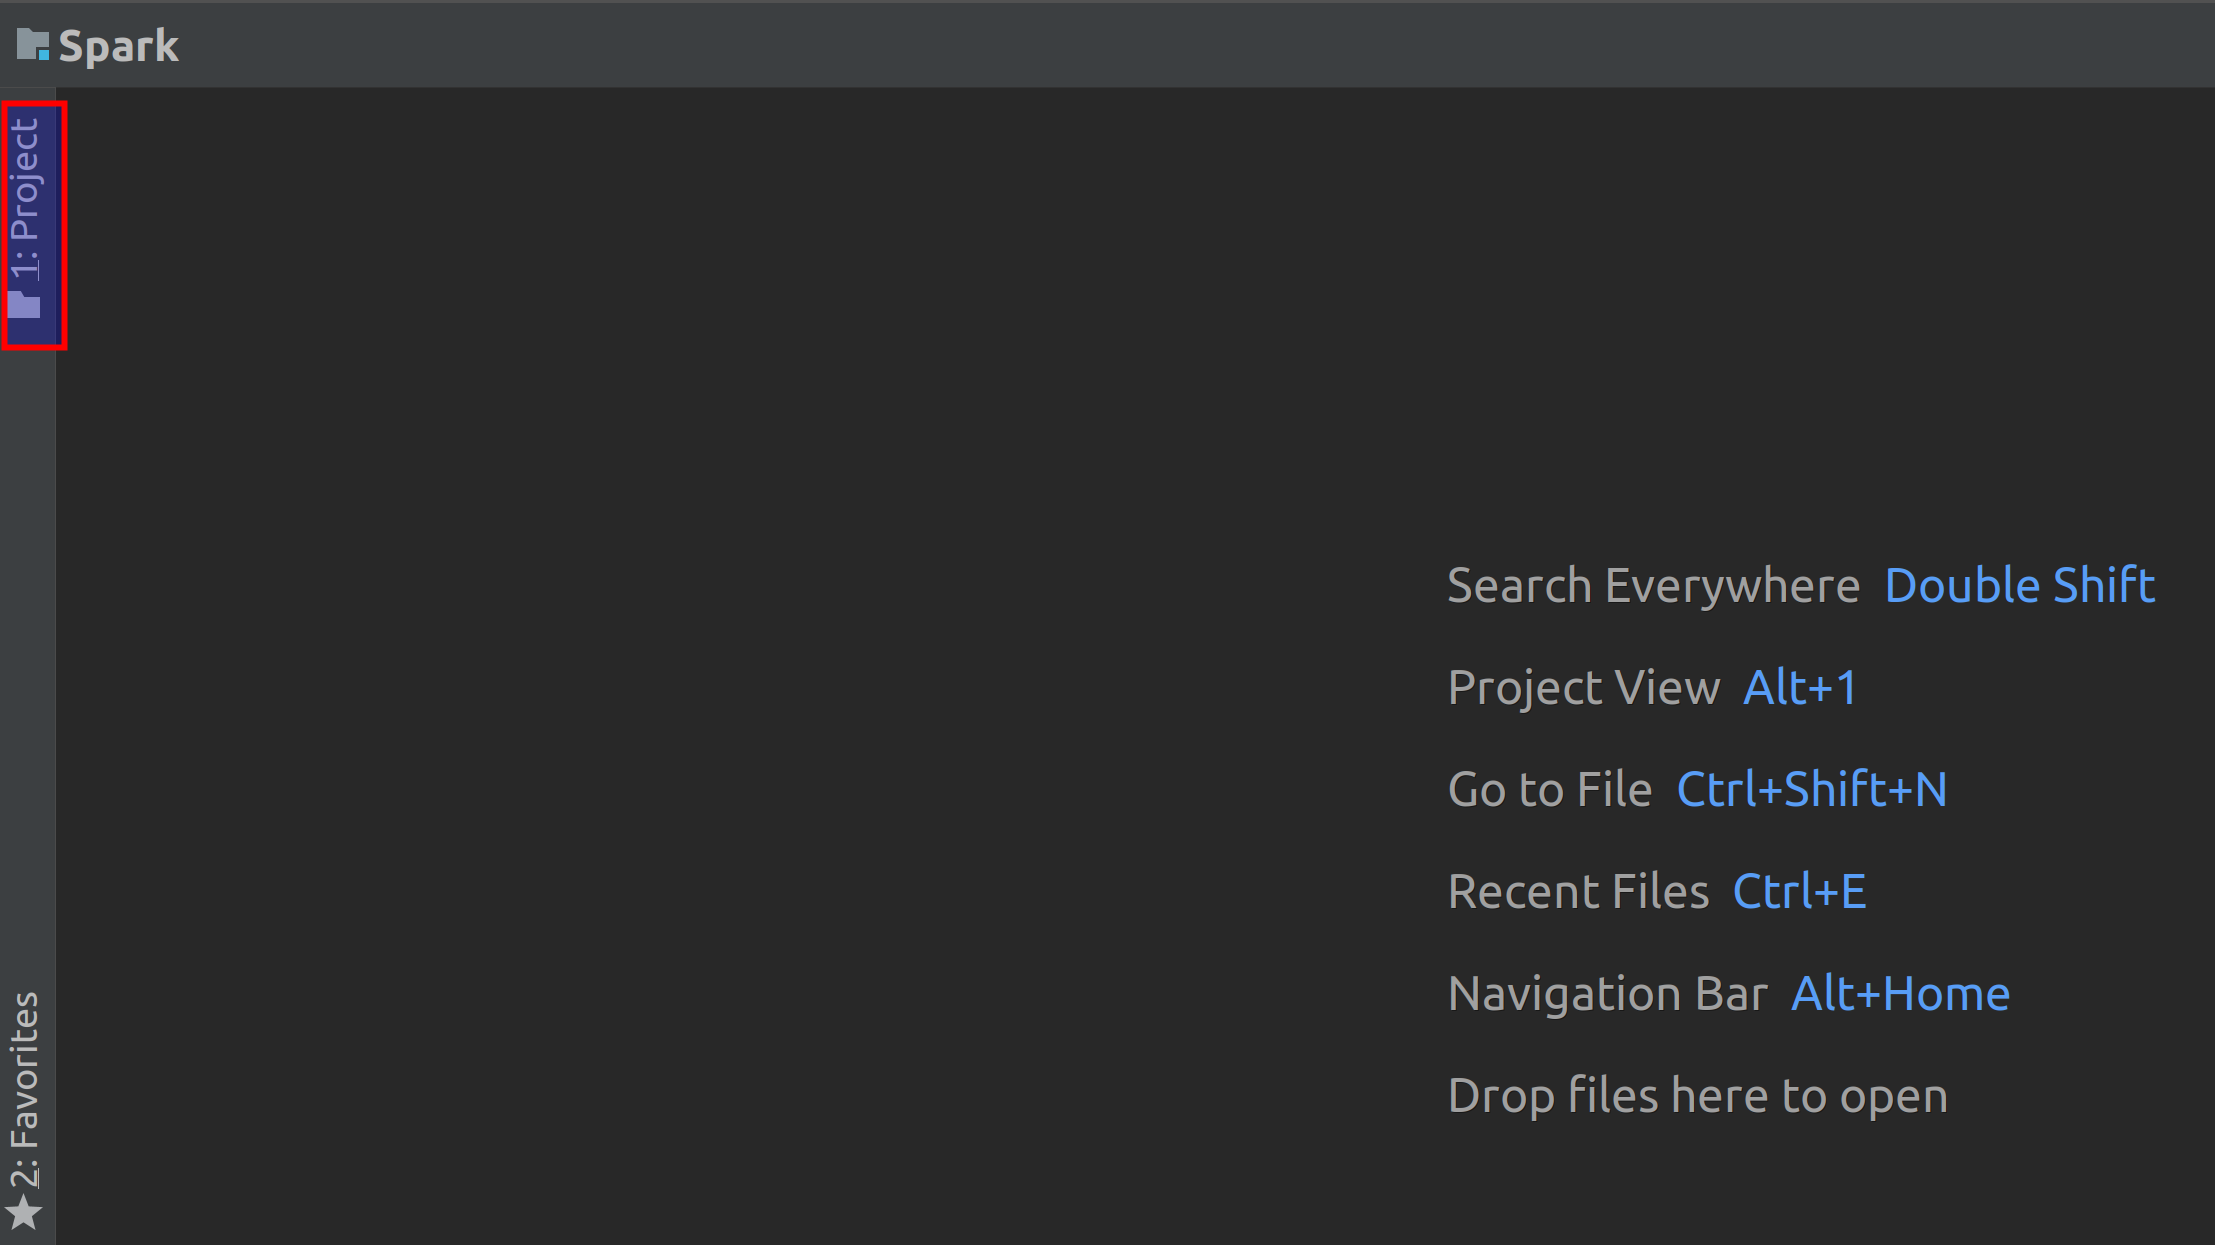 Spark
1: Project
Search Everywhere Double Shift
Project View Alt+1
Go to File Ctrl+Shift+N
Recent Files Ctrl+E
Navigation Bar Alt+Home
Drop files here to open
2: Favorites